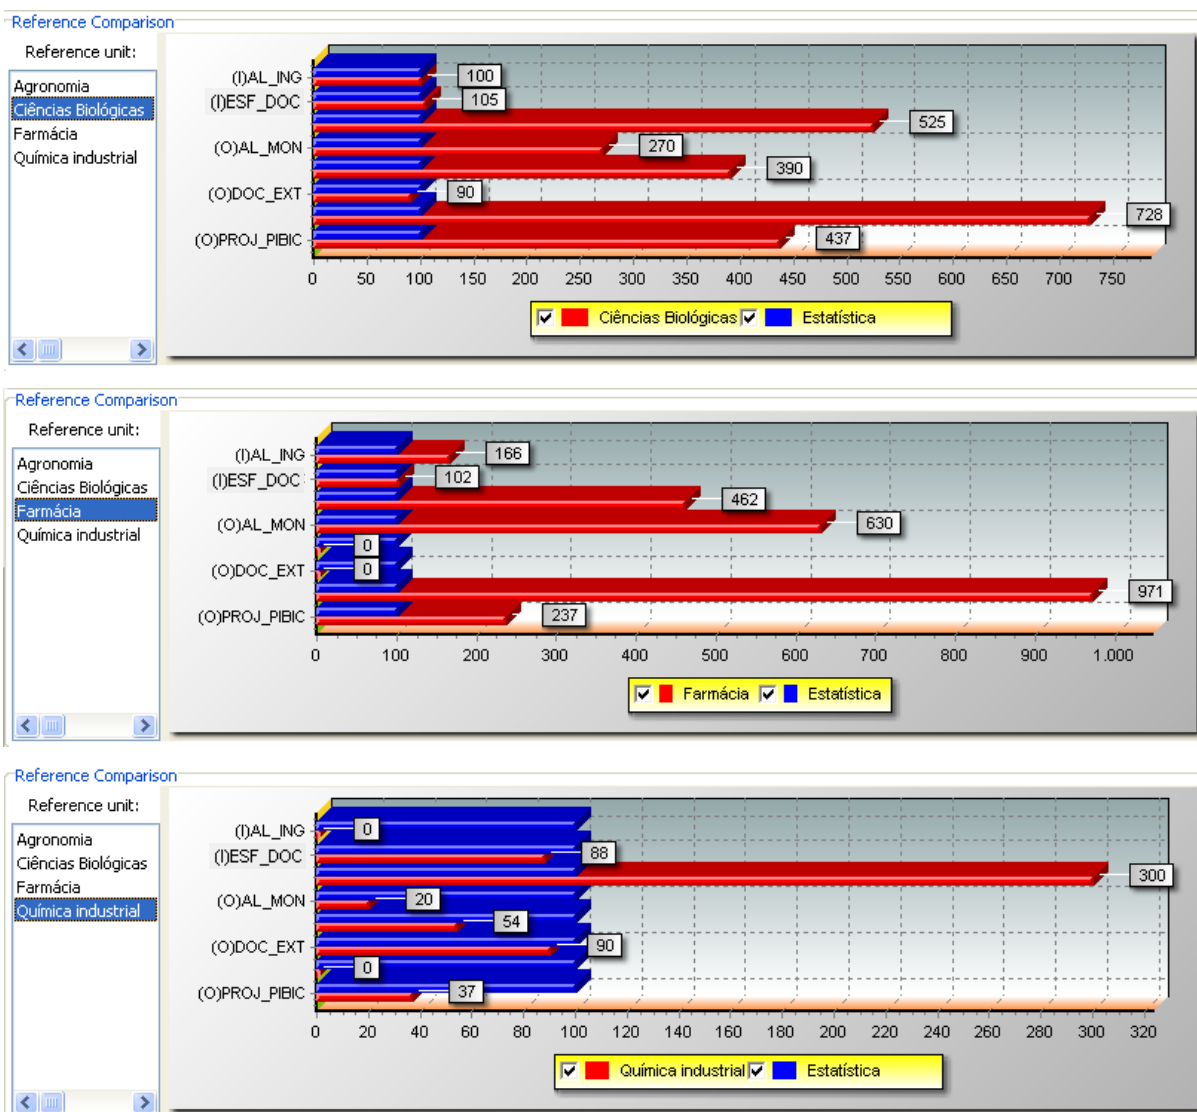 Reference Comparison
Reference unit:
Agronomia
Ciências Biológicas
Farmácia
Química industrial
(I)AL_ING
(I)ESF_DOC
(O)AL_MON
(O)DOC_EXT
(O)PROJ_PIBIC
100
105
525
270
390
90
728
437
0 50 100 150 200 250 300 350 400 450 500 550 600 650 700 750
Ciências Biológicas Estatística
Reference Comparison
Reference unit:
Agronomia
Ciências Biológicas
Farmácia
Química industrial
(I)AL_ING
(I)ESF_DOC
(O)AL_MON
(O)DOC_EXT
(O)PROJ_PIBIC
166
102
462
630
0
0
971
237
0 100 200 300 400 500 600 700 800 900 1.000
Farmácia Estatística
Reference Comparison
Reference unit:
Agronomia
Ciências Biológicas
Farmácia
Química industrial
(I)AL_ING
(I)ESF_DOC
(O)AL_MON
(O)DOC_EXT
(O)PROJ_PIBIC
0
88
300
20
54
90
0
37
0 20 40 60 80 100 120 140 160 180 200 220 240 260 280 300 320
Química industrial Estatística